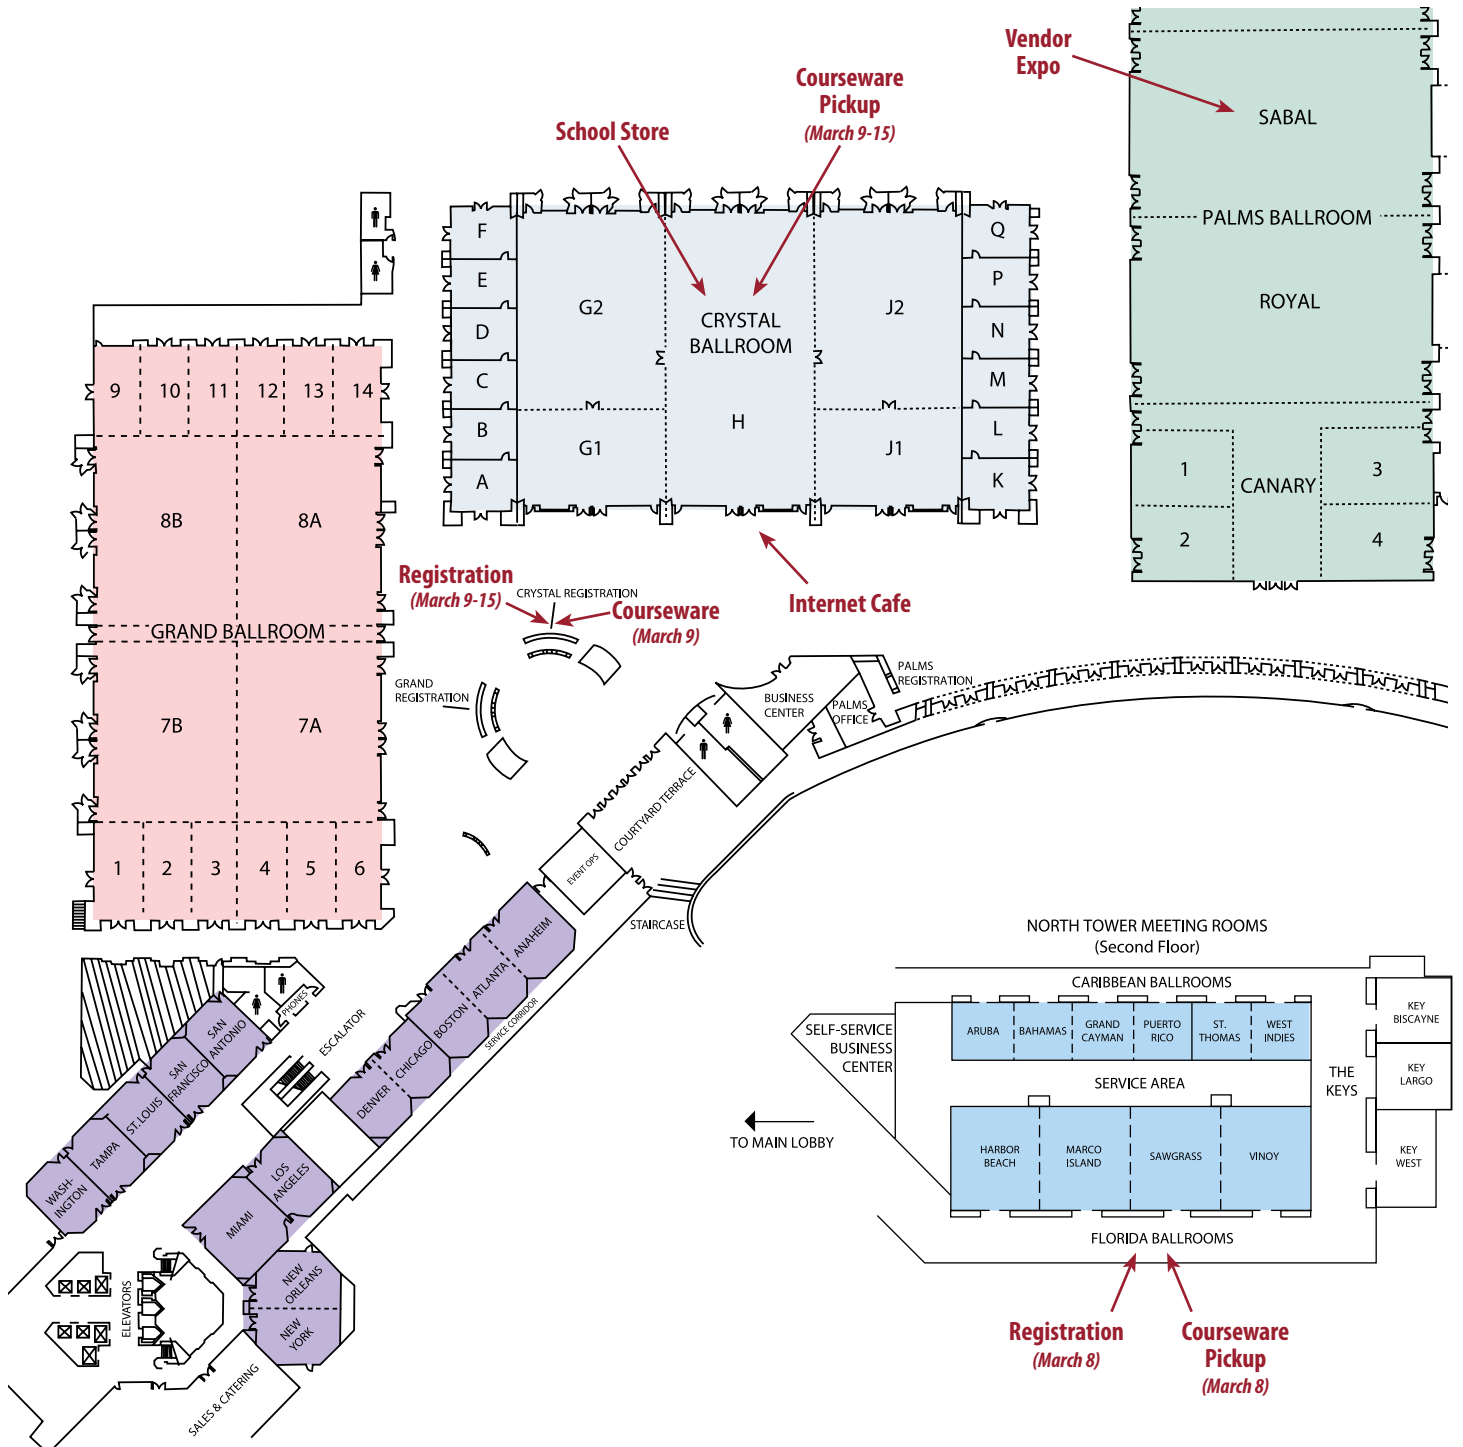 Vendor
Expo
Courseware
Pickup
(March 9-15)
School Store
SABAL
PALMS BALLROOM
ROYAL
1
3
CANARY
2
4
F
E
D
C
B
A
G2
G1
CRYSTAL
BALLROOM
H
J2
J1
Q
P
N
M
L
K
9
10
11
12
13
14
8B
8A
GRAND BALLROOM
7B
7A
1
2
3
4
5
6
Registration
(March 9-15)
CRYSTAL REGISTRATION
Courseware
(March 9)
Internet Cafe
GRAND
REGISTRATION
BUSINESS
CENTER
PALMS
REGISTRATION
PALMS
OFFICE
COURTYARD TERRACE
EVENT OPS
STAIRCASE
ANAHEIM
ATLANTA
BOSTON
CHICAGO
DENVER
SERVICE CORRIDOR
ESCALATOR
PHONES
SAN
ANTONIO
SAN
FRANCISCO
ST. LOUIS
TAMPA
WASH-
INGTON
LOS
ANGELES
MIAMI
NEW
ORLEANS
NEW
YORK
ELEVATORS
SALES & CATERING
NORTH TOWER MEETING ROOMS
(Second Floor)
CARIBBEAN BALLROOMS
SELF-SERVICE
BUSINESS
CENTER
ARUBA
BAHAMAS
GRAND
CAYMAN
PUERTO
RICO
ST.
THOMAS
WEST
INDIES
KEY
BISCAYNE
THE
KEYS
KEY
LARGO
SERVICE AREA
TO MAIN LOBBY
HARBOR
BEACH
MARCO
ISLAND
SAWGRASS
VINOY
KEY
WEST
FLORIDA BALLROOMS
Registration
(March 8)
Courseware
Pickup
(March 8)